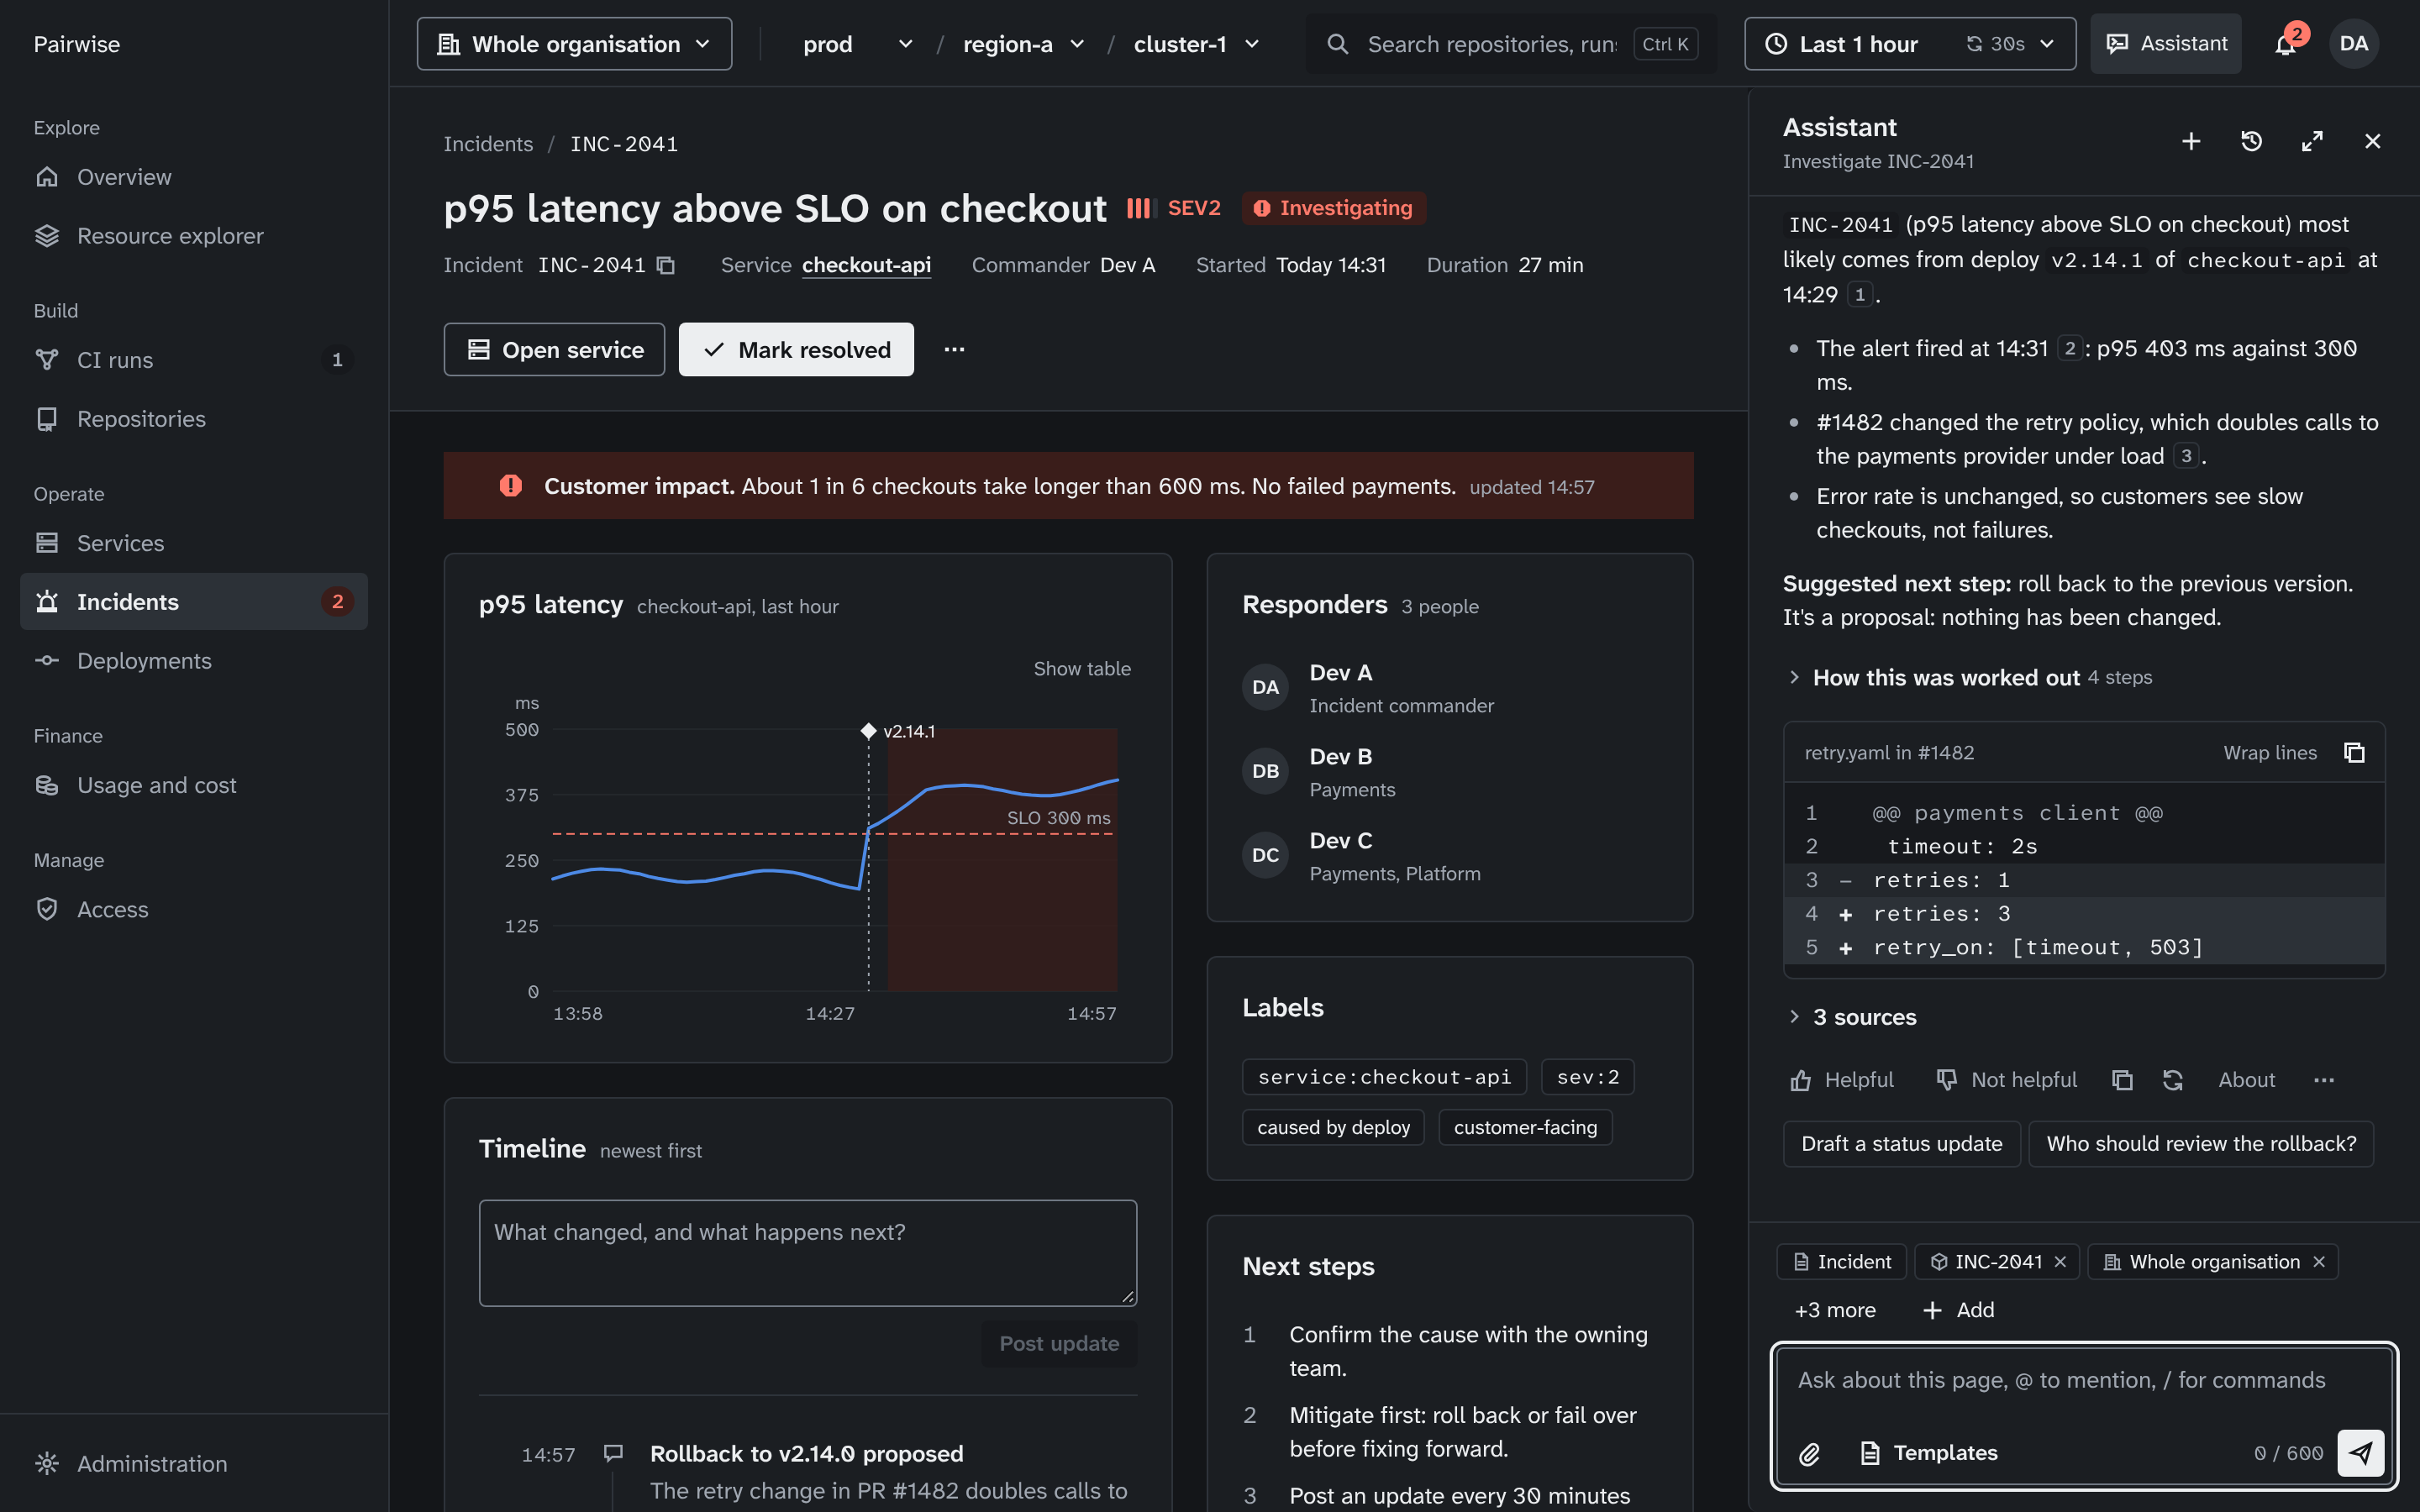 Pairwise
Explore
Overview
Resource explorer
Build
CI runs 1
Repositories
Operate
Services
Incidents 2
Deployments
Finance
Usage and cost
Manage
Access
Administration
Whole organisation
prod / region-a / cluster-1
Search repositories, run Ctrl K
Last 1 hour 30s
Assistant
2
DA
Incidents / INC-2041
p95 latency above SLO on checkout SEV2 Investigating
Incident INC-2041 Service checkout-api Commander Dev A Started Today 14:31 Duration 27 min
Open service
Mark resolved
Customer impact. About 1 in 6 checkouts take longer than 600 ms. No failed payments. updated 14:57
p95 latency checkout-api, last hour
Show table
ms
500
375
250
125
0
v2.14.1
SLO 300 ms
13:58 14:27 14:57
Timeline newest first
What changed, and what happens next?
Post update
14:57 Rollback to v2.14.0 proposed
The retry change in PR #1482 doubles calls to
Responders 3 people
DA Dev A
Incident commander
DB Dev B
Payments
DC Dev C
Payments, Platform
Labels
service:checkout-api sev:2
caused by deploy customer-facing
Next steps
1 Confirm the cause with the owning
team.
2 Mitigate first: roll back or fail over
before fixing forward.
3 Post an update every 30 minutes
Assistant
Investigate INC-2041
INC-2041 (p95 latency above SLO on checkout) most
likely comes from deploy v2.14.1 of checkout-api at
14:29 1.
The alert fired at 14:31 2: p95 403 ms against 300
ms.
#1482 changed the retry policy, which doubles calls to
the payments provider under load 3.
Error rate is unchanged, so customers see slow
checkouts, not failures.
Suggested next step: roll back to the previous version.
It's a proposal: nothing has been changed.
How this was worked out 4 steps
retry.yaml in #1482 Wrap lines
1 @@ payments client @@
2 timeout: 2s
3 – retries: 1
4 + retries: 3
5 + retry_on: [timeout, 503]
3 sources
Helpful Not helpful About
Draft a status update Who should review the rollback?
Incident INC-2041 Whole organisation
+3 more Add
Ask about this page, @ to mention, / for commands
Templates 0 / 600